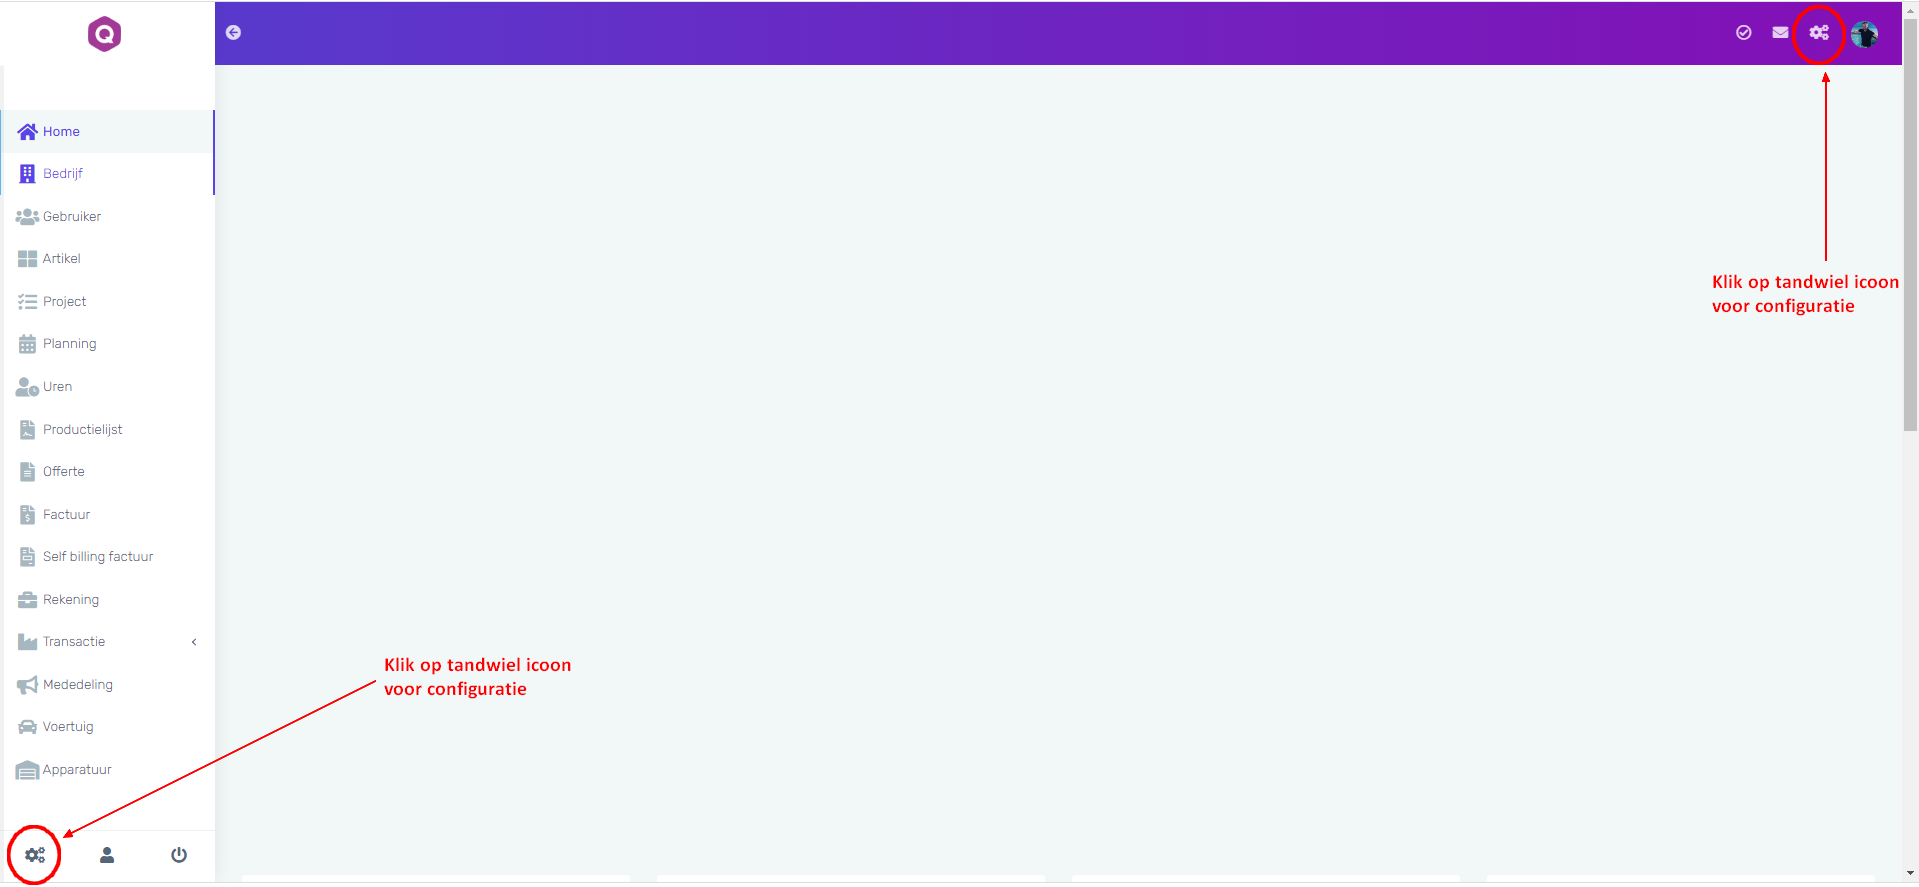 Q
Home
Bedrijf
Gebruiker
Artikel
Project
Planning
Uren
Productielijst
Offerte
Factuur
Self billing factuur
Rekening
Transactie
Mededeling
Voertuig
Apparatuur
Klik op tandwiel icoon
voor configuratie
Klik op tandwiel icoon
voor configuratie